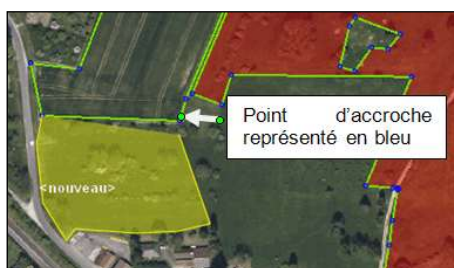 Point d'accroche
représenté en bleu
<nouveau>